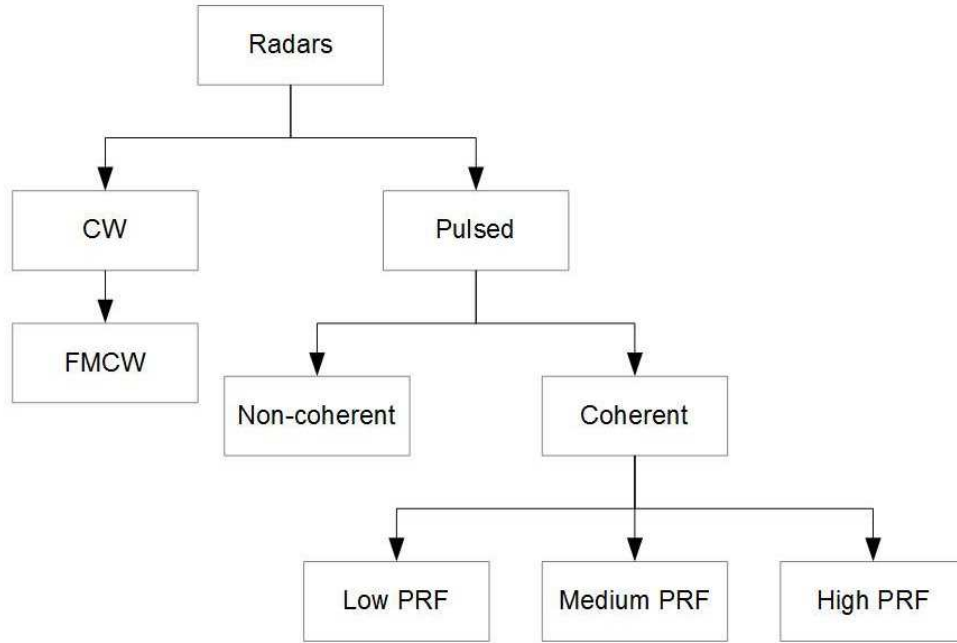 Radars
CW
Pulsed
FMCW
Non-coherent
Coherent
Low PRF
Medium PRF
High PRF